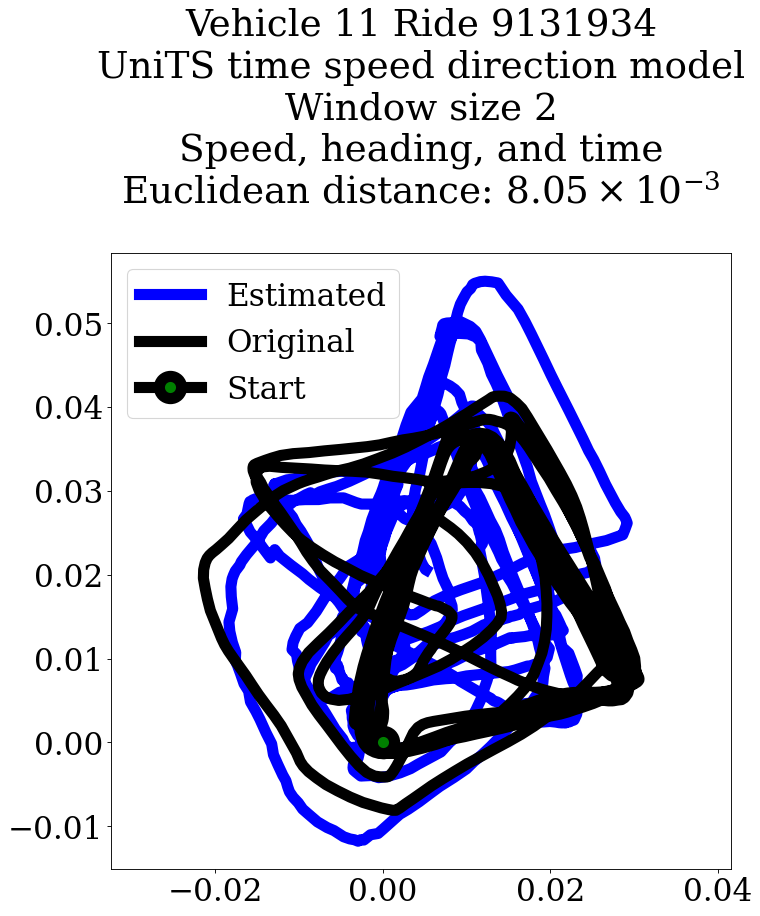 Vehicle 11 Ride 9131934
UniTS time speed direction model
Window size 2
Speed, heading, and time
Euclidean distance: 8.05 × 10⁻³
Estimated
Original
Start
0.05
0.04
0.03
0.02
0.01
0.00
−0.01
−0.02 0.00 0.02 0.04